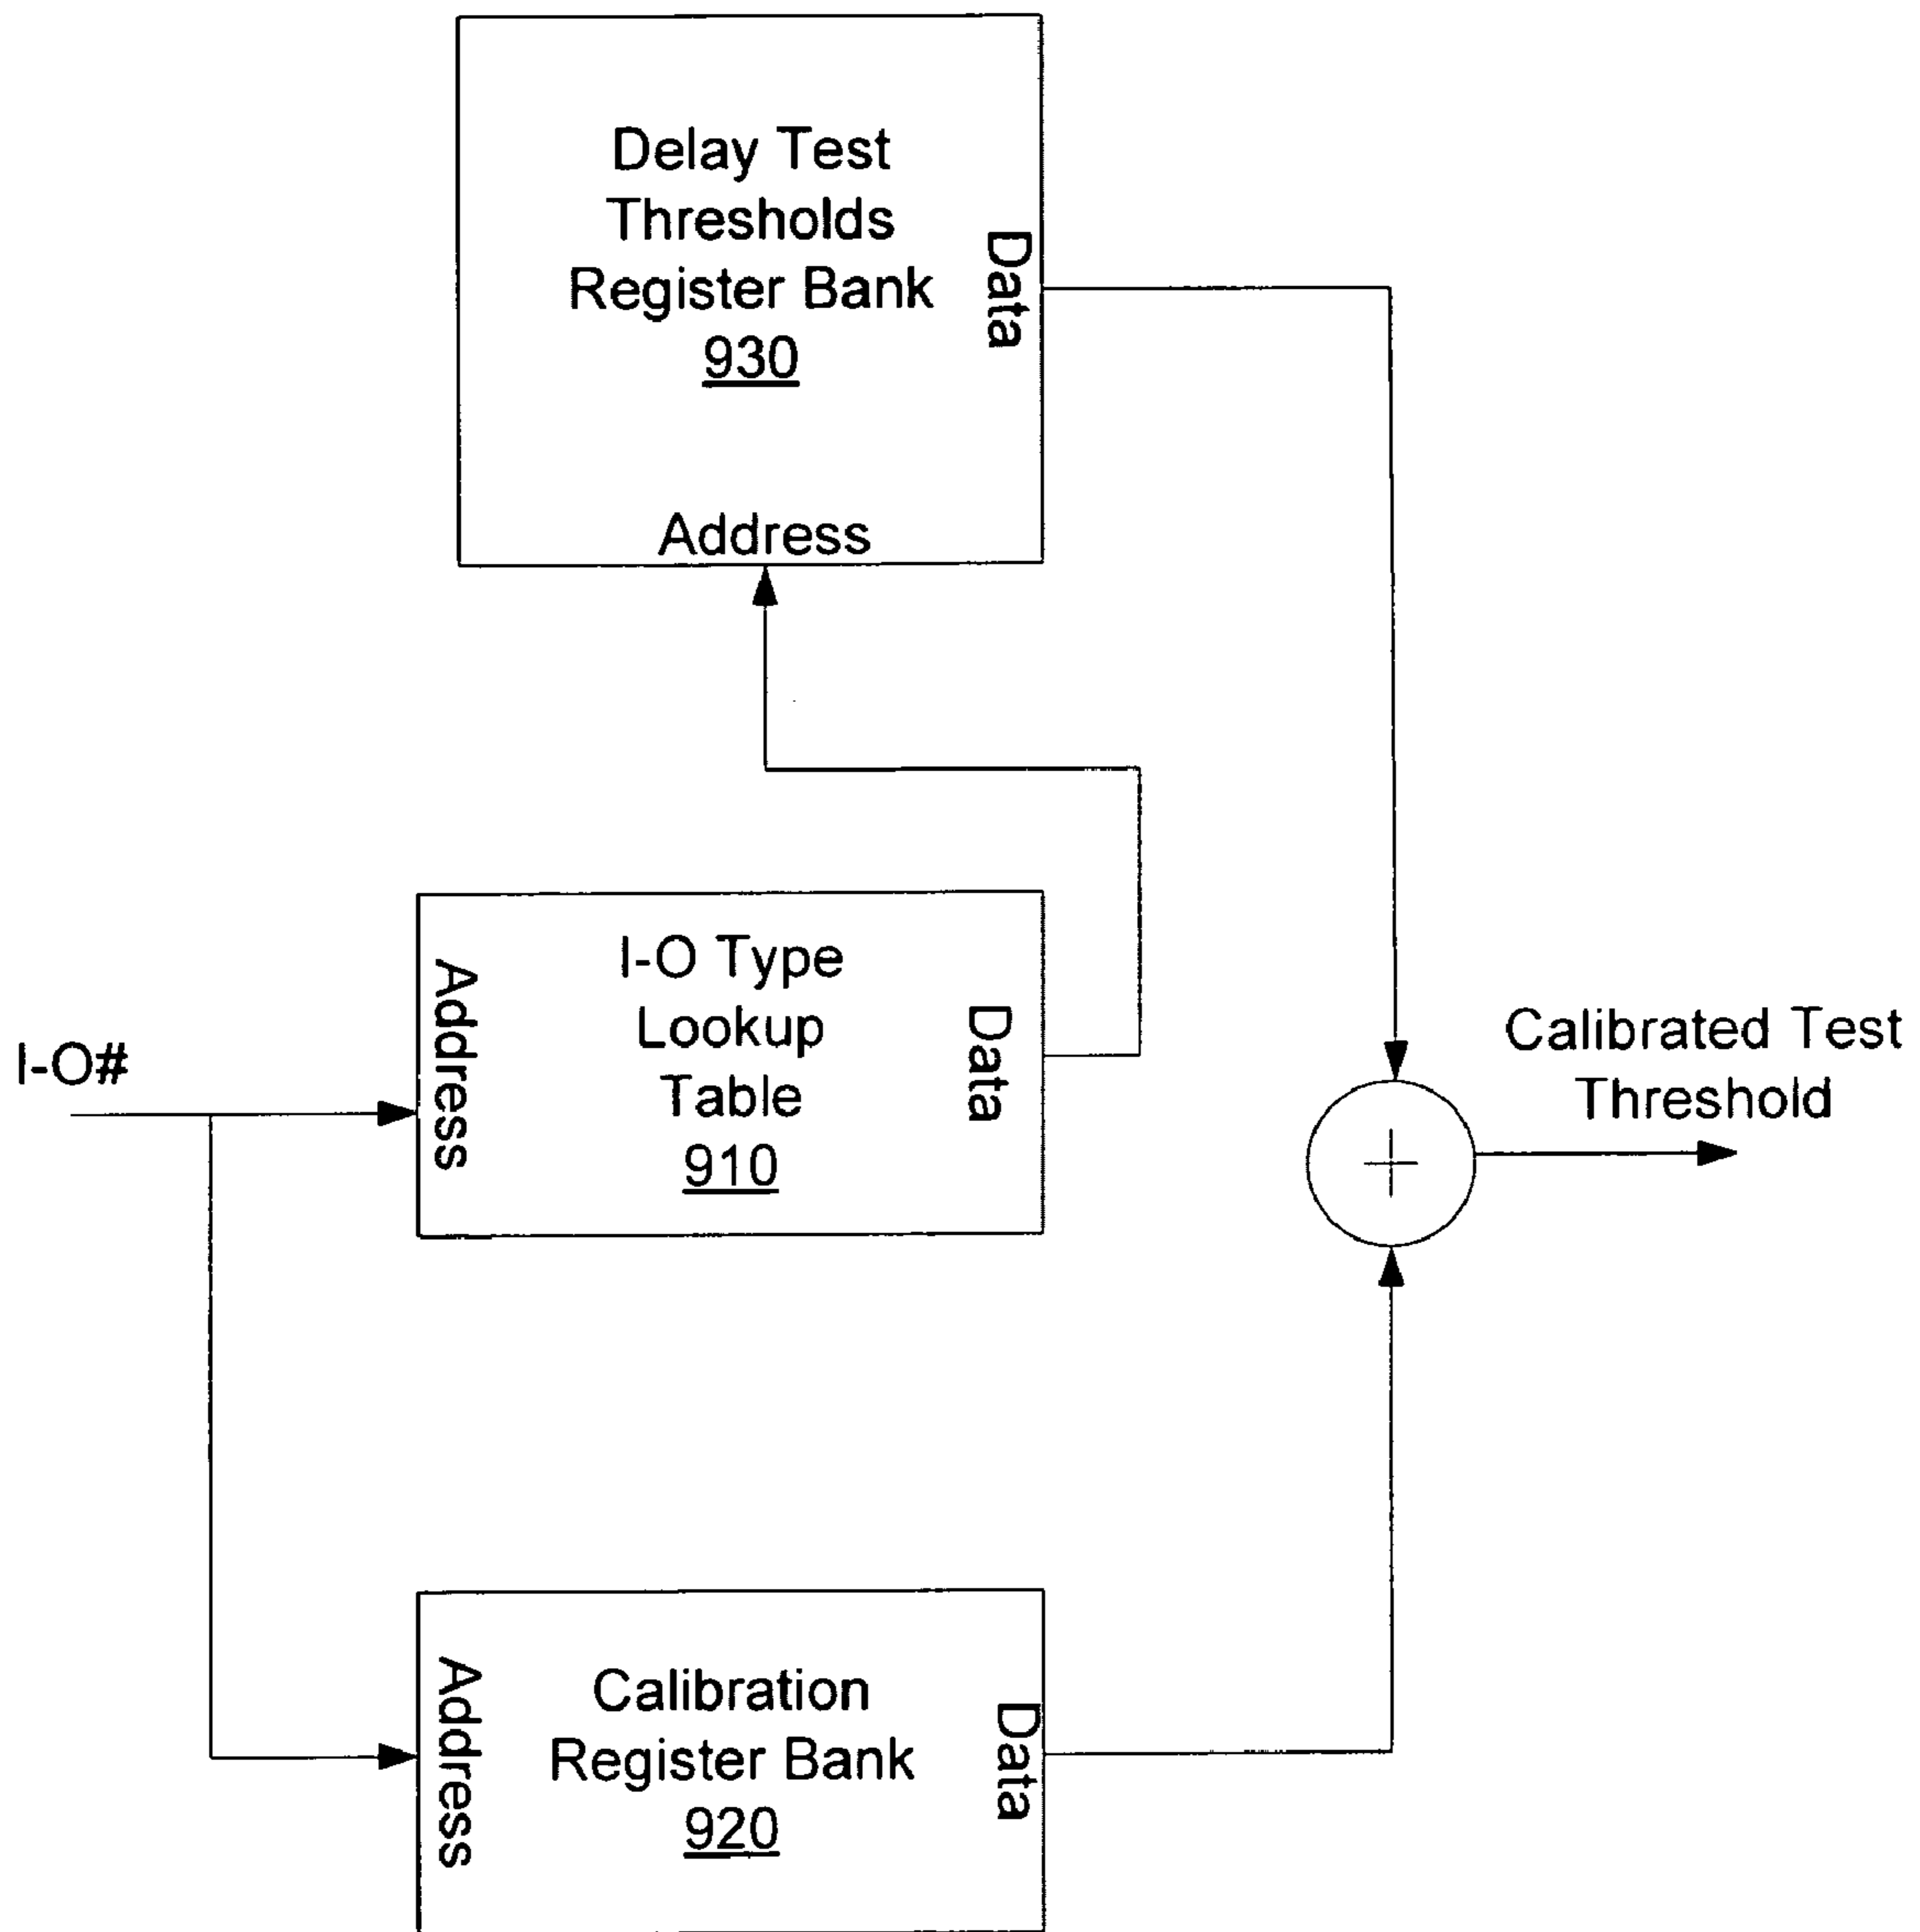 Delay Test
Thresholds
Register Bank
930
Data
Address
I-O#
Address
I-O Type
Lookup
Table
910
Data
Calibrated Test
Threshold
+
Address
Calibration
Register Bank
920
Data